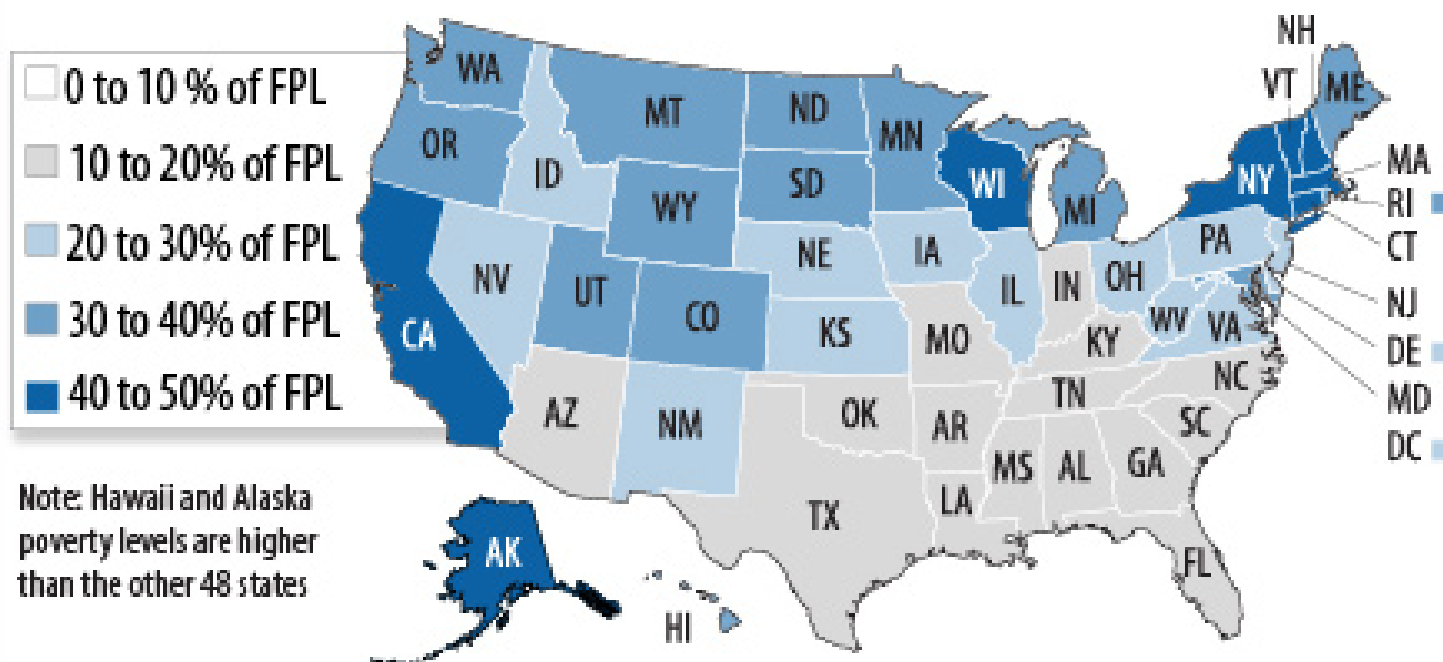 0 to 10 % of FPL
10 to 20% of FPL
20 to 30% of FPL
30 to 40% of FPL
40 to 50% of FPL
Note: Hawaii and Alaska
poverty levels are higher
than the other 48 states
NH
VT
ME
WA
MT
ND
MN
OR
ID
SD
WI
NY
MA
RI
WY
MI
CT
PA
NE
IA
NV
UT
IL
IN
OH
NJ
CO
CA
KS
MO
WV
VA
DE
KY
NC
MD
TN
AZ
NM
OK
AR
SC
DC
MS
AL
GA
TX
LA
AK
FL
HI